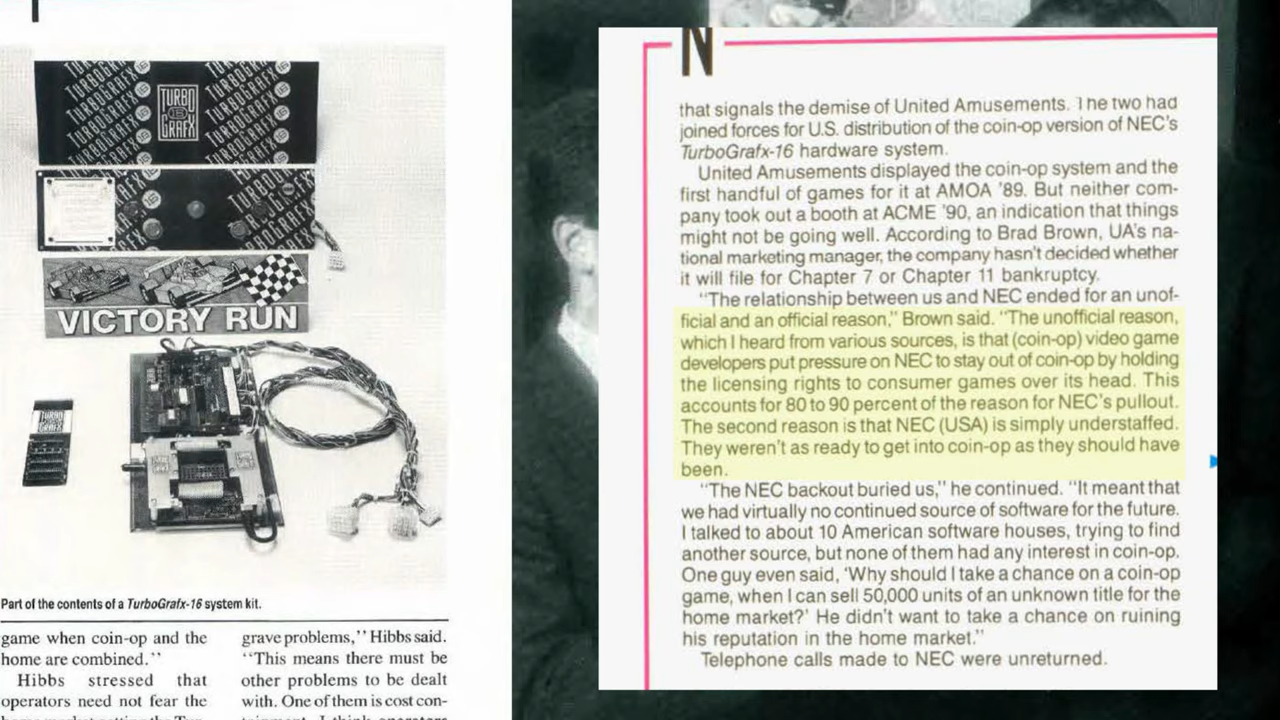 TURBO
16
GRAFX
VICTORY RUN
Part of the contents of a TurboGrafx-16 system kit.
game when coin-op and the
home are combined.''
Hibbs stressed that
operators need not fear the
grave problems,'' Hibbs said.
''This means there must be
other problems to be dealt
with. One of them is cost con-
N
that signals the demise of United Amusements. The two had
joined forces for U.S. distribution of the coin-op version of NEC's
TurboGrafx-16 hardware system.
United Amusements displayed the coin-op system and the
first handful of games for it at AMOA '89. But neither com-
pany took out a booth at ACME '90, an indication that things
might not be going well. According to Brad Brown, UA's na-
tional marketing manager, the company hasn't decided whether
it will file for Chapter 7 or Chapter 11 bankruptcy.
"The relationship between us and NEC ended for an unof-
ficial and an official reason," Brown said. "The unofficial reason,
which I heard from various sources, is that (coin-op) video game
developers put pressure on NEC to stay out of coin-op by holding
the licensing rights to consumer games over its head. This
accounts for 80 to 90 percent of the reason for NEC's pullout.
The second reason is that NEC (USA) is simply understaffed.
They weren't as ready to get into coin-op as they should have
been.
"The NEC backout buried us," he continued. "It meant that
we had virtually no continued source of software for the future.
I talked to about 10 American software houses, trying to find
another source, but none of them had any interest in coin-op.
One guy even said, 'Why should I take a chance on a coin-op
game, when I can sell 50,000 units of an unknown title for the
home market?' He didn't want to take a chance on ruining
his reputation in the home market."
Telephone calls made to NEC were unreturned.